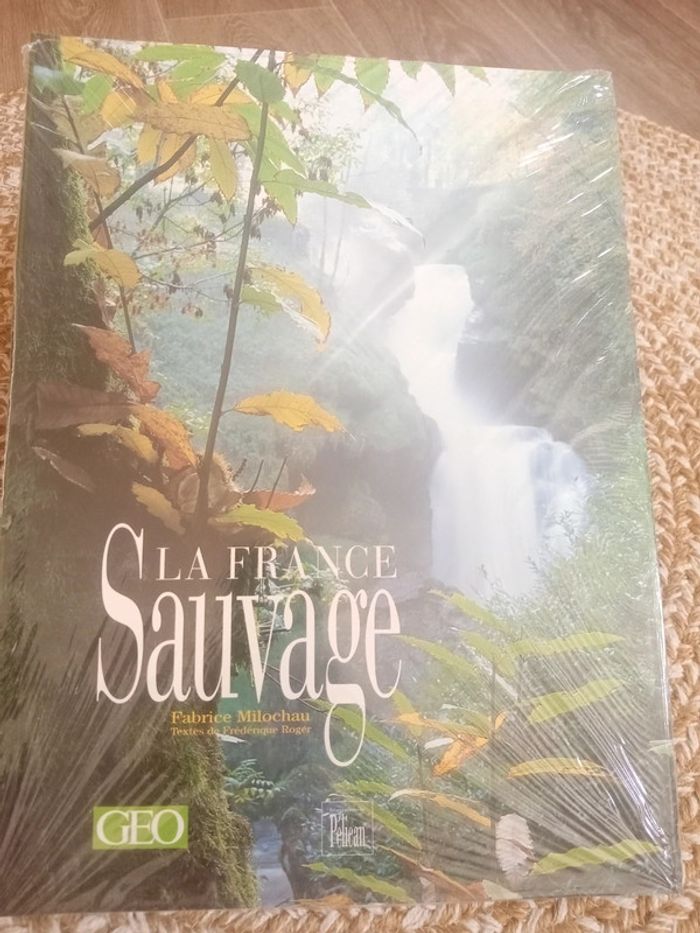 LA FRANCE
Sauvage
Fabrice Milochau
Textes de Frédérique Roger
GEO
Pélican